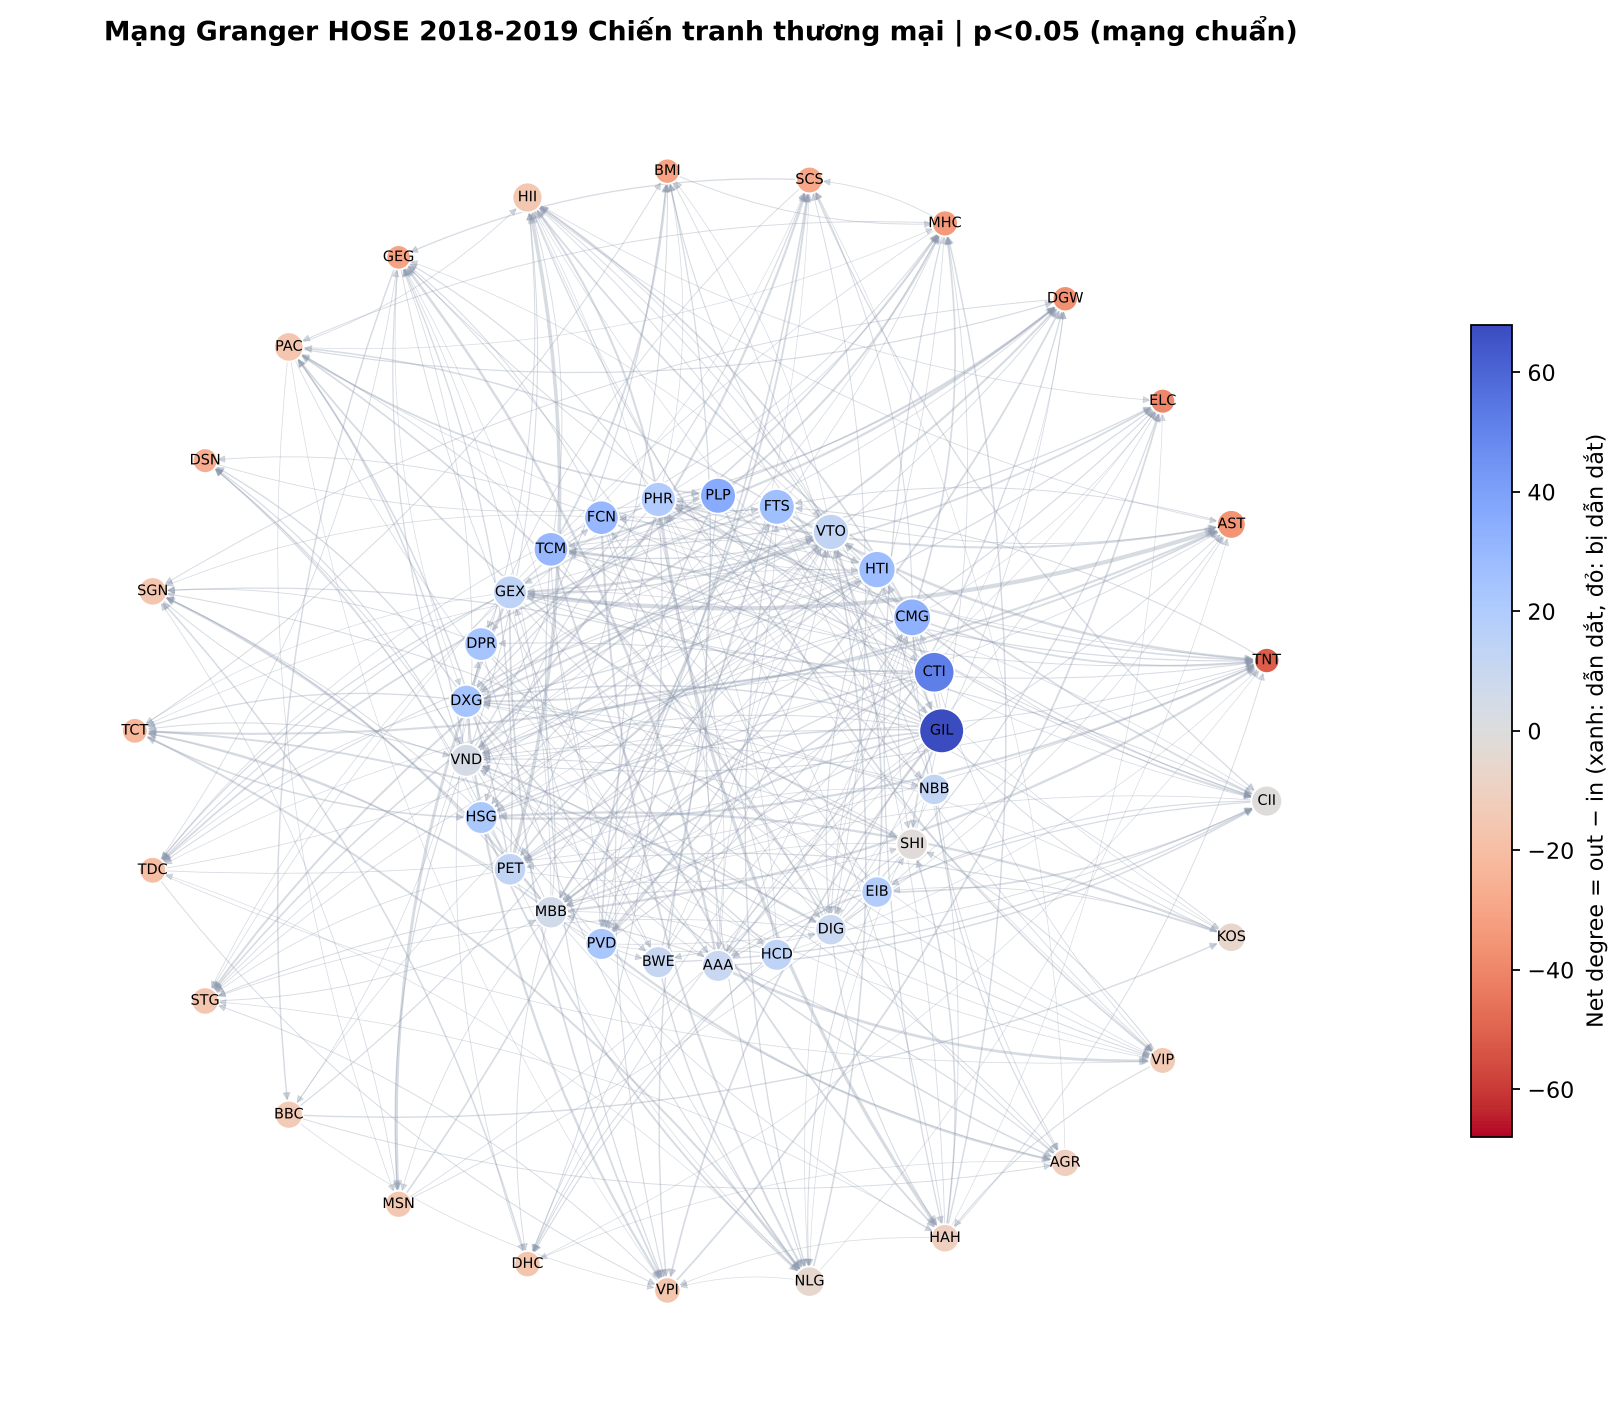 Mạng Granger HOSE 2018-2019 Chiến tranh thương mại | p<0.05 (mạng chuẩn)
BMI
SCS
HII
MHC
GEG
DGW
PAC
ELC
DSN
AST
PHR
PLP
FTS
FCN
VTO
TCM
HTI
GEX
SGN
CMG
DPR
TNT
CTI
DXG
TCT
GIL
VND
NBB
CII
HSG
SHI
PET
TDC
EIB
MBB
DIG
KOS
PVD
HCD
BWE
AAA
STG
VIP
BBC
AGR
MSN
HAH
DHC
NLG
VPI
60
40
20
0
−20
−40
−60
Net degree = out − in (xanh: dẫn dắt, đỏ: bị dẫn dắt)